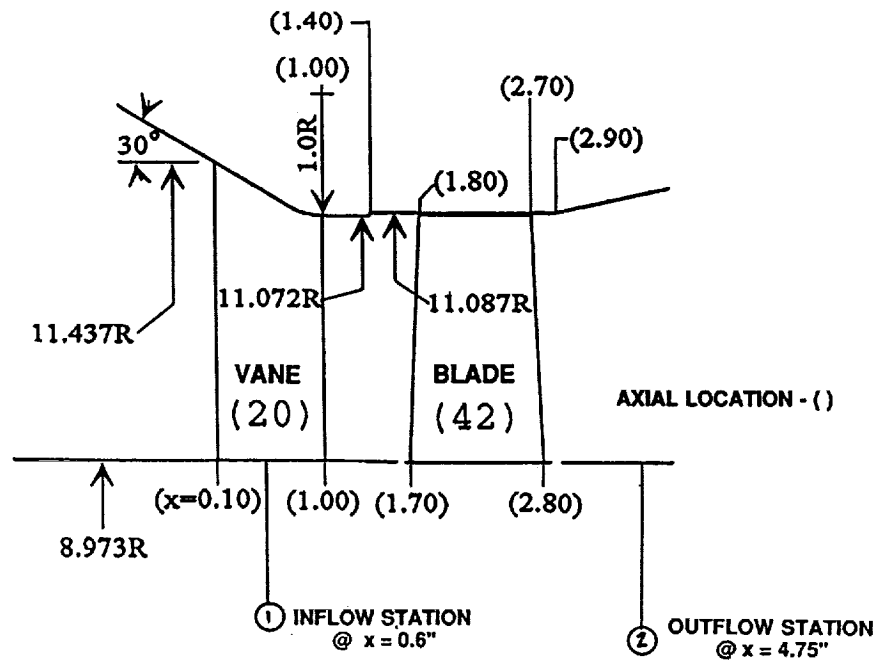 (1.40)
(1.00)
(2.70)
30°
1.0R
(2.90)
(1.80)
11.072R
11.087R
11.437R
VANE
(20)
BLADE
(42)
AXIAL LOCATION - ( )
(x=0.10)
(1.00)
(1.70)
(2.80)
8.973R
1 INFLOW STATION
@ x = 0.6"
2 OUTFLOW STATION
@ x = 4.75"